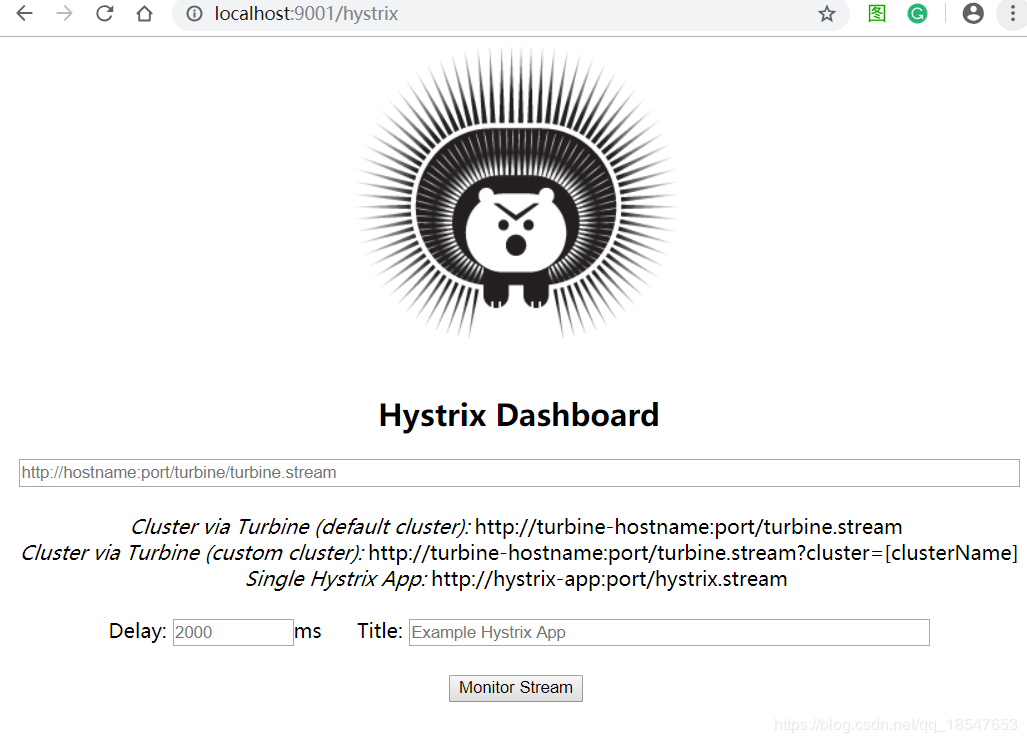 localhost:9001/hystrix
图
Hystrix Dashboard
http://hostname:port/turbine/turbine.stream
Cluster via Turbine (default cluster): http://turbine-hostname:port/turbine.stream
Cluster via Turbine (custom cluster): http://turbine-hostname:port/turbine.stream?cluster=[clusterName]
Single Hystrix App: http://hystrix-app:port/hystrix.stream
Delay: 2000 ms Title: Example Hystrix App
Monitor Stream
https://blog.csdn.net/qq_18547653